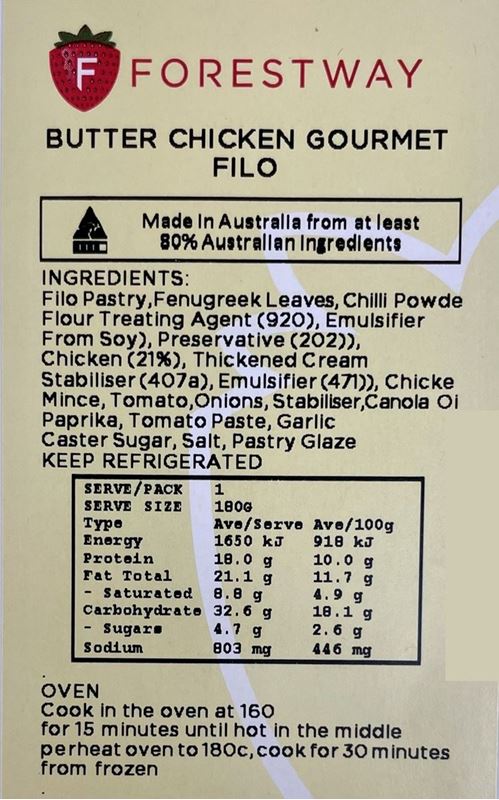 F FORESTWAY
BUTTER CHICKEN GOURMET
FILO
Made In Australia from at least
80% Australian Ingredients
INGREDIENTS:
Filo Pastry,Fenugreek Leaves, Chilli Powde
Flour Treating Agent (920), Emulsifier
From Soy), Preservative (202)),
Chicken (21%), Thickened Cream
Stabiliser (407a), Emulsifier (471)), Chicke
Mince, Tomato,Onions, Stabiliser,Canola Oi
Paprika, Tomato Paste, Garlic
Caster Sugar, Salt, Pastry Glaze
KEEP REFRIGERATED
SERVE/PACK 1
SERVE SIZE 180G
Type Ave/Serve Ave/100g
Energy 1650 kJ 918 kJ
Protein 18.0 g 10.0 g
Fat Total 21.1 g 11.7 g
- Saturated 8.8 g 4.9 g
Carbohydrate 32.6 g 18.1 g
- Sugars 4.7 g 2.6 g
Sodium 803 mg 446 mg
OVEN
Cook in the oven at 160
for 15 minutes until hot in the middle
perheat oven to 180c, cook for 30 minutes
from frozen